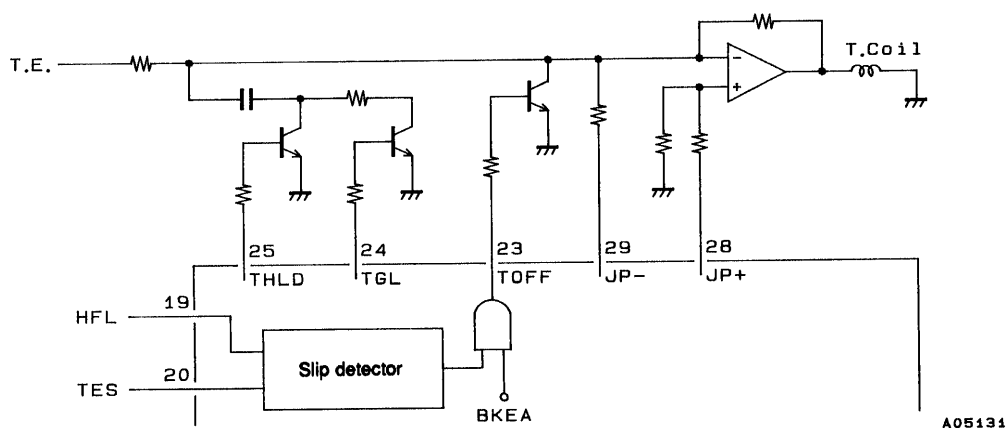 T.E.
T.Coil
−
+
25
24
23
29
28
THLD
TGL
TOFF
JP−
JP+
HFL
19
Slip detector
TES
20
BKEA
A05131